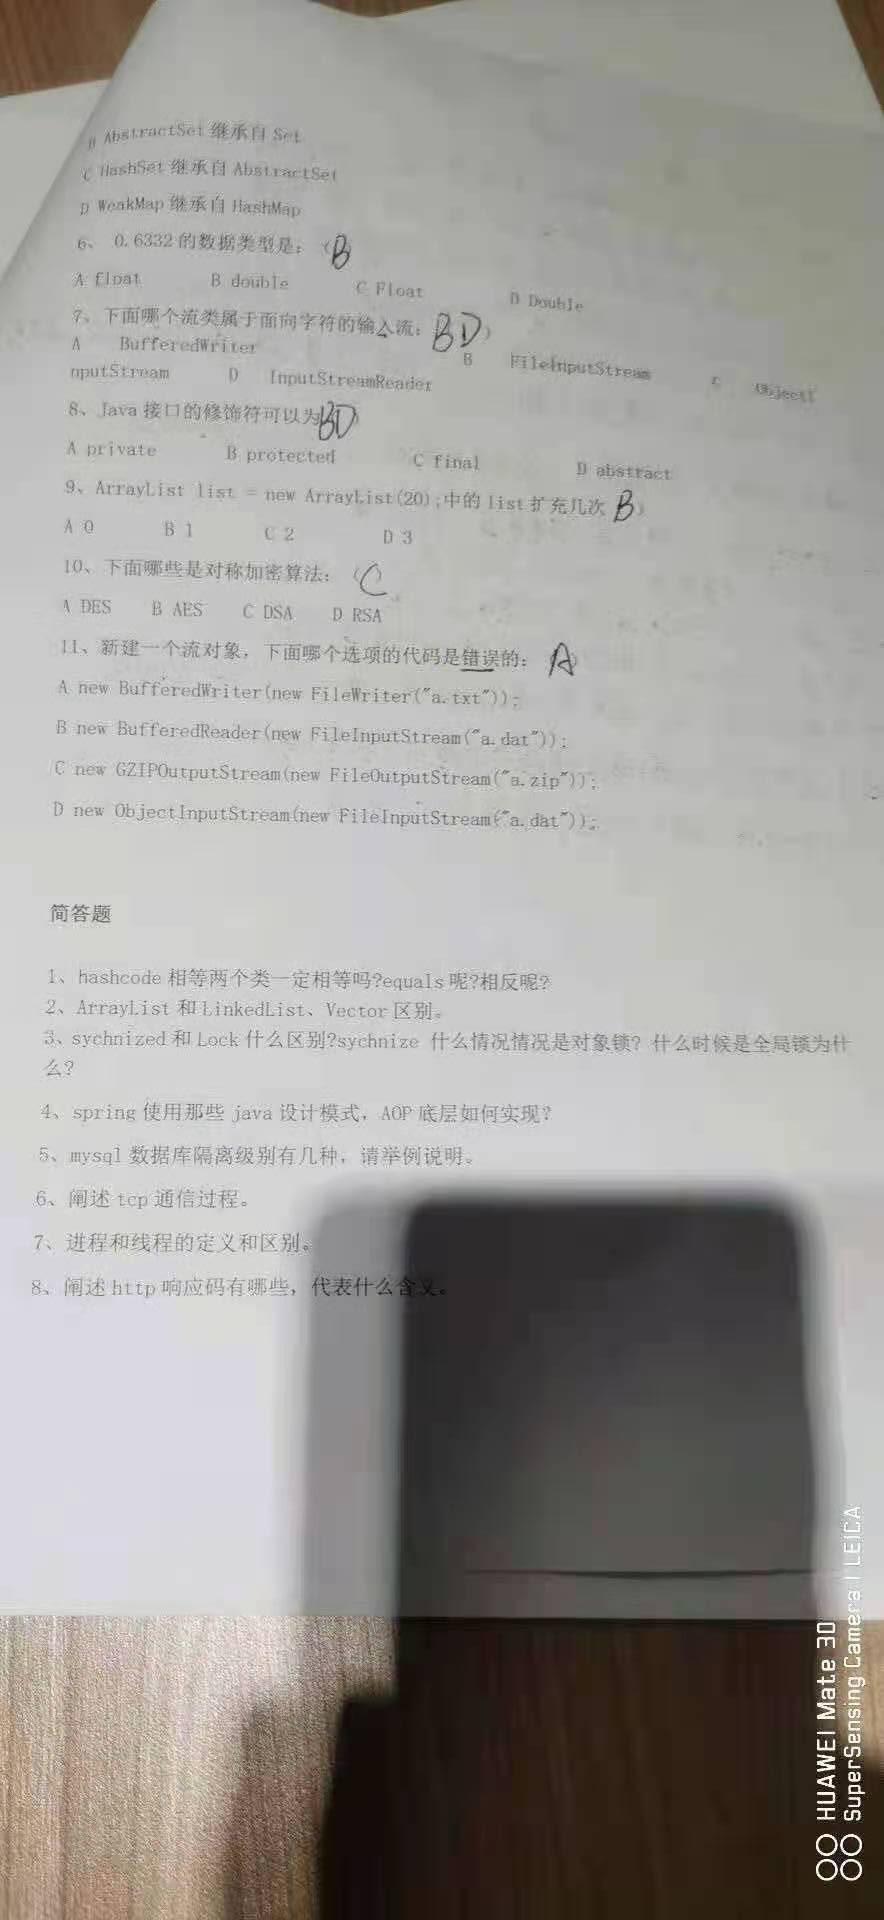 B AbstractSet 继承自 Set
C HashSet 继承自 AbstractSet
D WeakMap 继承自 HashMap
6、 0.6332 的数据类型是：（B
A float B double C Float D Double
7、下面哪个流类属于面向字符的输入流：BD）
A BufferedWriter B FileInputStream C ObjectI
nputStream D InputStreamReader
8、Java 接口的修饰符可以为BD
A private B protected C final D abstract
9、ArrayList list = new ArrayList(20);中的 list 扩充几次 B）
A 0 B 1 C 2 D 3
10、下面哪些是对称加密算法：（C
A DES B AES C DSA D RSA
11、新建一个流对象，下面哪个选项的代码是错误的： A）
A new BufferedWriter(new FileWriter("a.txt"));
B new BufferedReader(new FileInputStream("a.dat"));
C new GZIPOutputStream(new FileOutputStream("a.zip"));
D new ObjectInputStream(new FileInputStream("a.dat"));
简答题
1、hashcode 相等两个类一定相等吗?equals 呢?相反呢?
2、ArrayList 和 LinkedList、Vector 区别。
3、sychnized 和 Lock 什么区别?sychnize 什么情况情况是对象锁? 什么时候是全局锁为什
么?
4、spring 使用那些 java 设计模式，AOP 底层如何实现?
5、mysql 数据库隔离级别有几种，请举例说明。
6、阐述 tcp 通信过程。
7、进程和线程的定义和区别。
8、阐述 http 响应码有哪些，代表什么含义。
HUAWEI Mate 30
SuperSensing Camera | LEICA